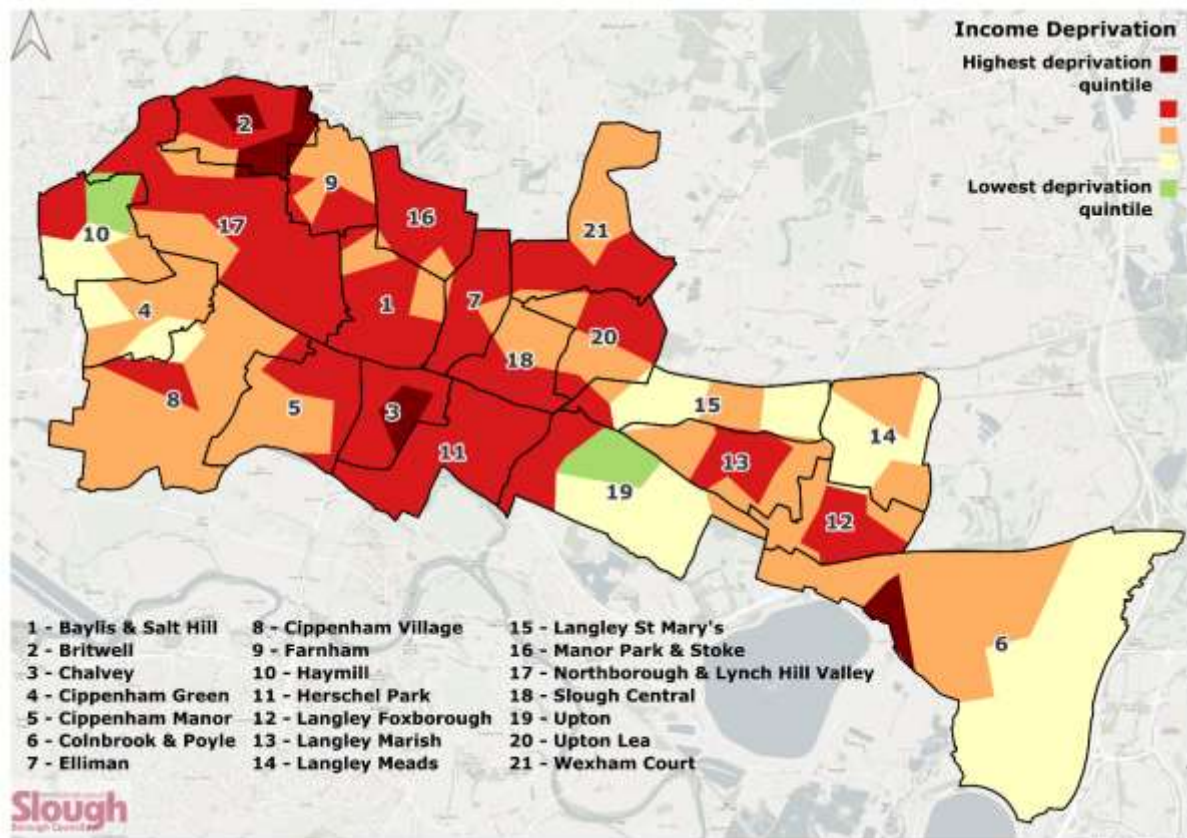 Income Deprivation
Highest deprivation
quintile
Lowest deprivation
quintile
2
9
16
21
10
17
4
1
7
20
18
8
5
3
15
14
11
13
19
12
6
1 - Baylis & Salt Hill
2 - Britwell
3 - Chalvey
4 - Cippenham Green
5 - Cippenham Manor
6 - Colnbrook & Poyle
7 - Elliman
8 - Cippenham Village
9 - Farnham
10 - Haymill
11 - Herschel Park
12 - Langley Foxborough
13 - Langley Marish
14 - Langley Meads
15 - Langley St Mary's
16 - Manor Park & Stoke
17 - Northborough & Lynch Hill Valley
18 - Slough Central
19 - Upton
20 - Upton Lea
21 - Wexham Court
Slough
Borough Council